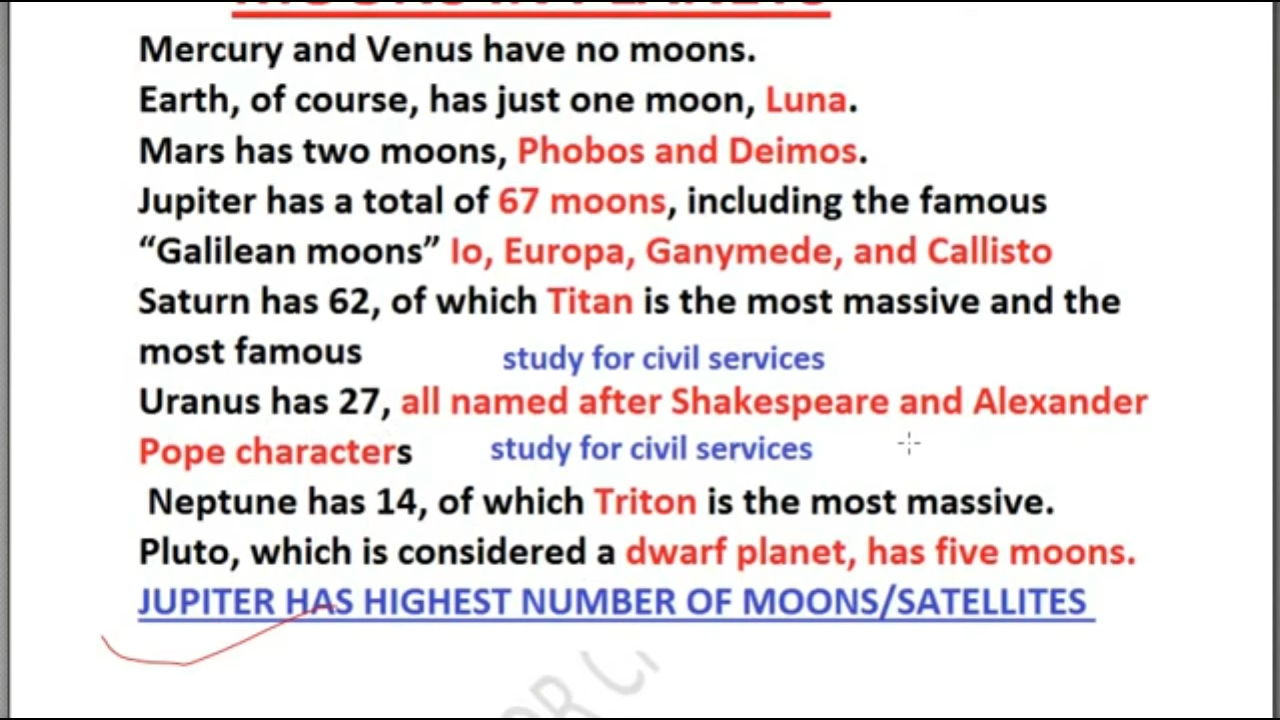 MOONS IN PLANETS
Mercury and Venus have no moons.
Earth, of course, has just one moon, Luna.
Mars has two moons, Phobos and Deimos.
Jupiter has a total of 67 moons, including the famous
“Galilean moons” Io, Europa, Ganymede, and Callisto
Saturn has 62, of which Titan is the most massive and the
most famous
study for civil services
Uranus has 27, all named after Shakespeare and Alexander
Pope characters
study for civil services
Neptune has 14, of which Triton is the most massive.
Pluto, which is considered a dwarf planet, has five moons.
JUPITER HAS HIGHEST NUMBER OF MOONS/SATELLITES